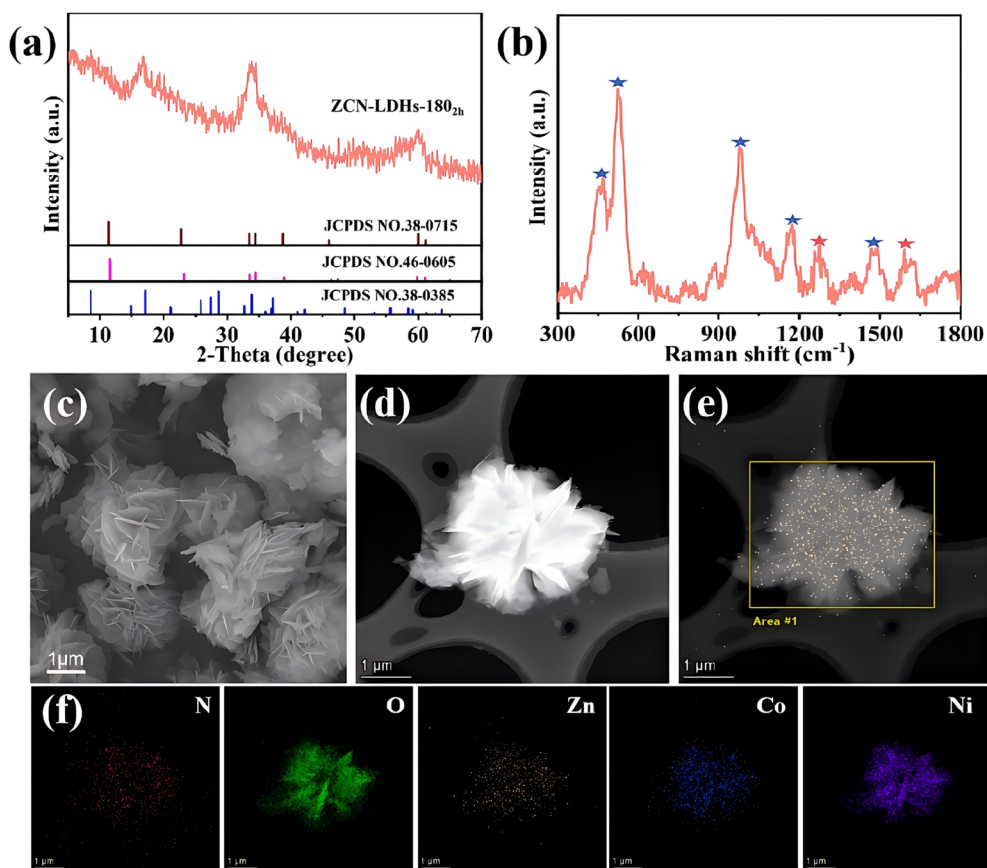 (a)
Intensity (a.u.)
ZCN-LDHs-180₂ₕ
JCPDS NO.38-0715
JCPDS NO.46-0605
JCPDS NO.38-0385
10 20 30 40 50 60 70
2-Theta (degree)
(b)
Intensity (a.u.)
300 600 900 1200 1500 1800
Raman shift (cm⁻¹)
(c)
1μm
(d)
1 μm
(e)
Area #1
1 μm
(f)
N
1 μm
O
1 μm
Zn
1 μm
Co
1 μm
Ni
1 μm